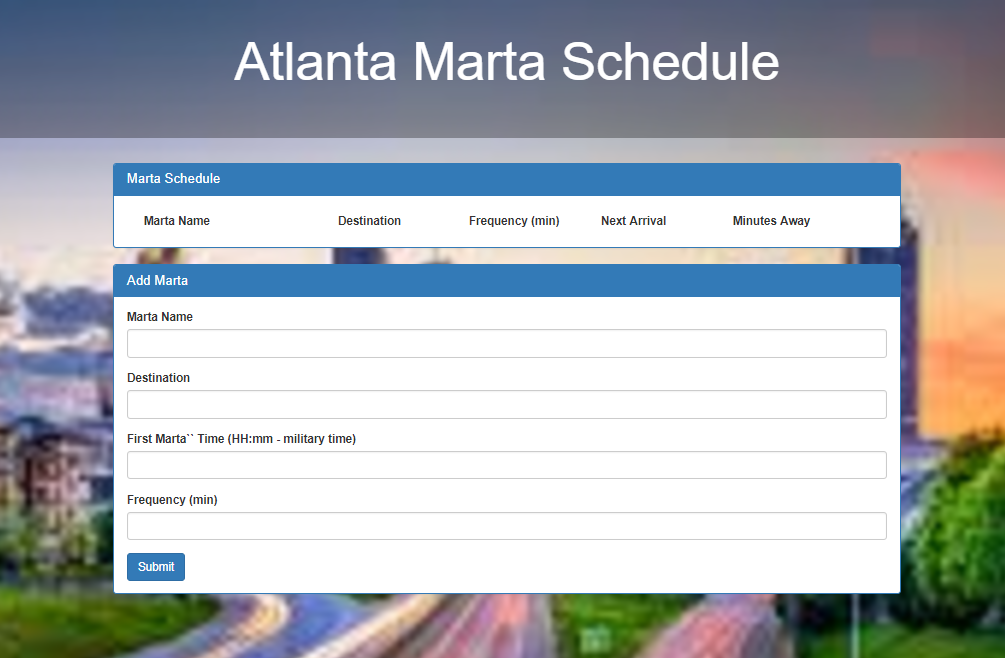 Atlanta Marta Schedule
Marta Schedule
Marta Name Destination Frequency (min) Next Arrival Minutes Away
Add Marta
Marta Name
Destination
First Marta`` Time (HH:mm - military time)
Frequency (min)
Submit